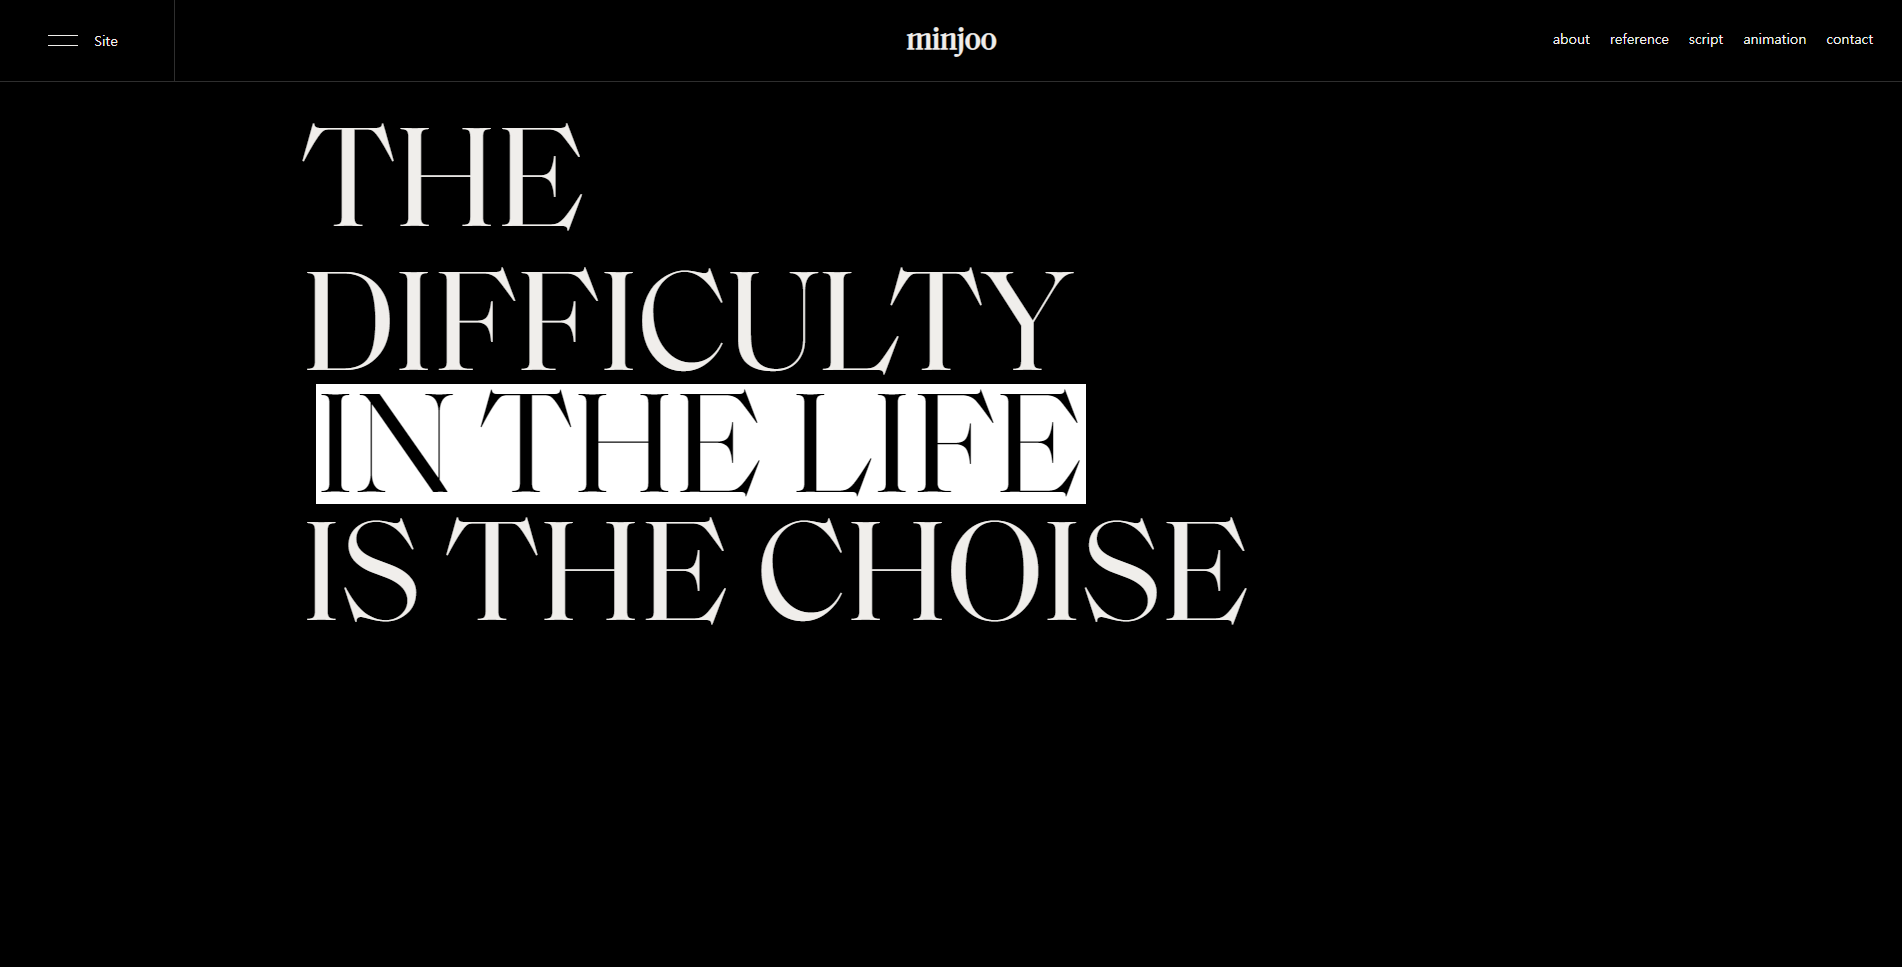 Site
minjoo
about reference script animation contact
THE
DIFFICULTY
IN THE LIFE
IS THE CHOISE